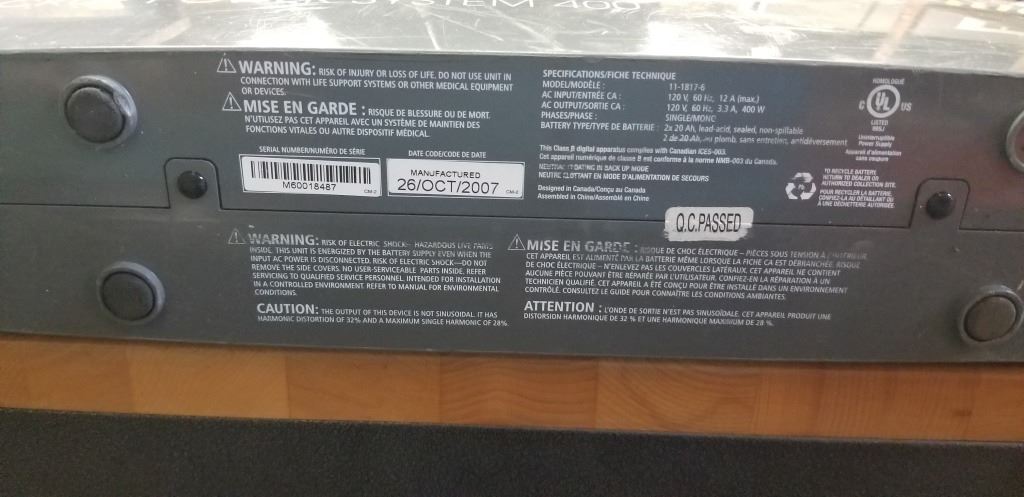 SYSTEM 400
WARNING: RISK OF INJURY OR LOSS OF LIFE. DO NOT USE UNIT IN
CONNECTION WITH LIFE SUPPORT SYSTEMS OR OTHER MEDICAL EQUIPMENT
OR DEVICES.
MISE EN GARDE : RISQUE DE BLESSURE OU DE MORT.
N'UTILISEZ PAS CET APPAREIL AVEC UN SYSTÈME DE MAINTIEN DES
FONCTIONS VITALES OU AUTRE DISPOSITIF MÉDICAL.
SERIAL NUMBER/NUMÉRO DE SÉRIE
M60018487
CM-2
DATE CODE/CODE DE DATE
MANUFACTURED
26/OCT/2007
CM-2
SPECIFICATIONS/FICHE TECHNIQUE
MODEL/MODÈLE : 11-1817-6
AC INPUT/ENTRÉE CA : 120 V, 60 Hz, 12 A (max.)
AC OUTPUT/SORTIE CA : 120 V, 60 Hz, 3.3 A, 400 W
PHASES/PHASE : SINGLE/MONO
BATTERY TYPE/TYPE DE BATTERIE : 2x 20 Ah, lead-acid, sealed, non-spillable
2 de 20 Ah, au plomb, sans entretien, antidéversement
This Class B digital apparatus complies with Canadian ICES-003.
Cet appareil numérique de classe B est conforme à la norme NMB-003 du Canada.
NEUTRAL FLOATING IN BACK UP MODE
NEUTRE FLOTTANT EN MODE D'ALIMENTATION DE SECOURS
Designed in Canada/Conçu au Canada
Assembled in China/Assemblé en Chine
HOMOLOGUÉ
C UL US
LISTED
Uninterruptible
Power Supply
Appareil d'alimentation
sans coupure
TO RECYCLE BATTERY,
RETURN TO DEALER OR
AUTHORIZED COLLECTION SITE.
POUR RECYCLER LA BATTERIE,
CONFIEZ-LA AU DÉTAILLANT OU
À UNE DÉCHETTERIE AUTORISÉE.
Q.C.PASSED
WARNING: RISK OF ELECTRIC SHOCK– HAZARDOUS LIVE PARTS
INSIDE. THIS UNIT IS ENERGIZED BY THE BATTERY SUPPLY EVEN WHEN THE
INPUT AC POWER IS DISCONNECTED. RISK OF ELECTRIC SHOCK—DO NOT
REMOVE THE SIDE COVERS. NO USER-SERVICEABLE PARTS INSIDE. REFER
SERVICING TO QUALIFIED SERVICE PERSONNEL. INTENDED FOR INSTALLATION
IN A CONTROLLED ENVIRONMENT. REFER TO MANUAL FOR ENVIRONMENTAL
CONDITIONS.
CAUTION: THE OUTPUT OF THIS DEVICE IS NOT SINUSOIDAL. IT HAS
HARMONIC DISTORTION OF 32% AND A MAXIMUM SINGLE HARMONIC OF 28%.
MISE EN GARDE : RISQUE DE CHOC ÉLECTRIQUE – PIÈCES SOUS TENSION À L'INTÉRIEUR.
CET APPAREIL EST ALIMENTÉ PAR LA BATTERIE MÊME LORSQUE LA FICHE CA EST DÉBRANCHÉE. RISQUE
DE CHOC ÉLECTRIQUE – N'ENLEVEZ PAS LES COUVERCLES LATÉRAUX. CET APPAREIL NE CONTIENT
AUCUNE PIÈCE POUVANT ÊTRE RÉPARÉE PAR L'UTILISATEUR. CONFIEZ-EN LA RÉPARATION À UN
TECHNICIEN QUALIFIÉ. CET APPAREIL A ÉTÉ CONÇU POUR ÊTRE INSTALLÉ DANS UN ENVIRONNEMENT
CONTRÔLÉ. CONSULTEZ LE GUIDE POUR CONNAÎTRE LES CONDITIONS AMBIANTES.
ATTENTION : L'ONDE DE SORTIE N'EST PAS SINUSOÏDALE. CET APPAREIL PRODUIT UNE
DISTORSION HARMONIQUE DE 32 % ET UNE HARMONIQUE MAXIMUM DE 28 %.